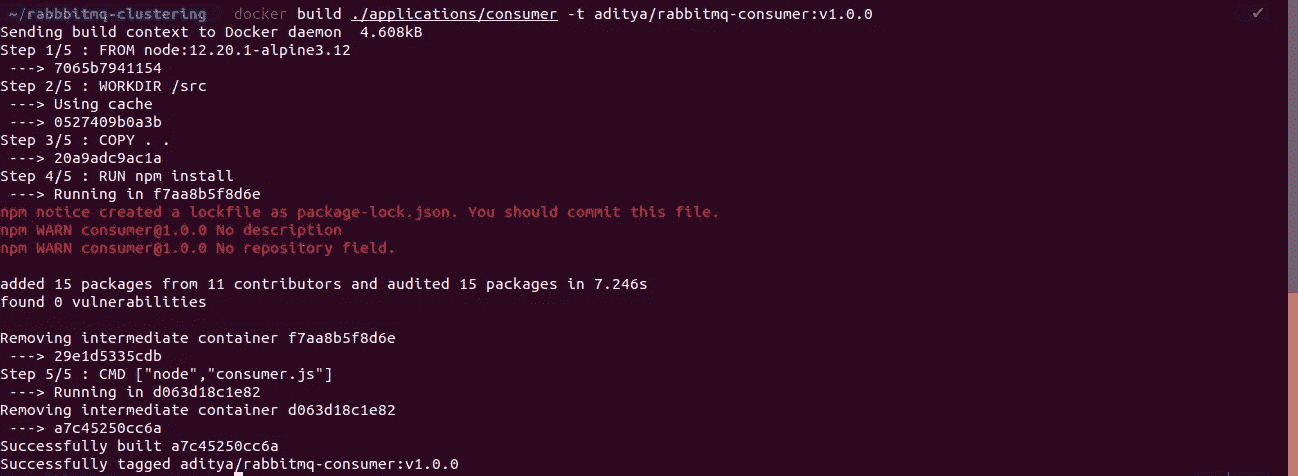 ~/rabbbitmq-clustering docker build ./applications/consumer -t aditya/rabbitmq-consumer:v1.0.0 ✔
Sending build context to Docker daemon  4.608kB
Step 1/5 : FROM node:12.20.1-alpine3.12
 ---> 7065b7941154
Step 2/5 : WORKDIR /src
 ---> Using cache
 ---> 0527409b0a3b
Step 3/5 : COPY . .
 ---> 20a9adc9ac1a
Step 4/5 : RUN npm install
 ---> Running in f7aa8b5f8d6e
npm notice created a lockfile as package-lock.json. You should commit this file.
npm WARN consumer@1.0.0 No description
npm WARN consumer@1.0.0 No repository field.
added 15 packages from 11 contributors and audited 15 packages in 7.246s
found 0 vulnerabilities
Removing intermediate container f7aa8b5f8d6e
 ---> 29e1d5335cdb
Step 5/5 : CMD ["node","consumer.js"]
 ---> Running in d063d18c1e82
Removing intermediate container d063d18c1e82
 ---> a7c45250cc6a
Successfully built a7c45250cc6a
Successfully tagged aditya/rabbitmq-consumer:v1.0.0